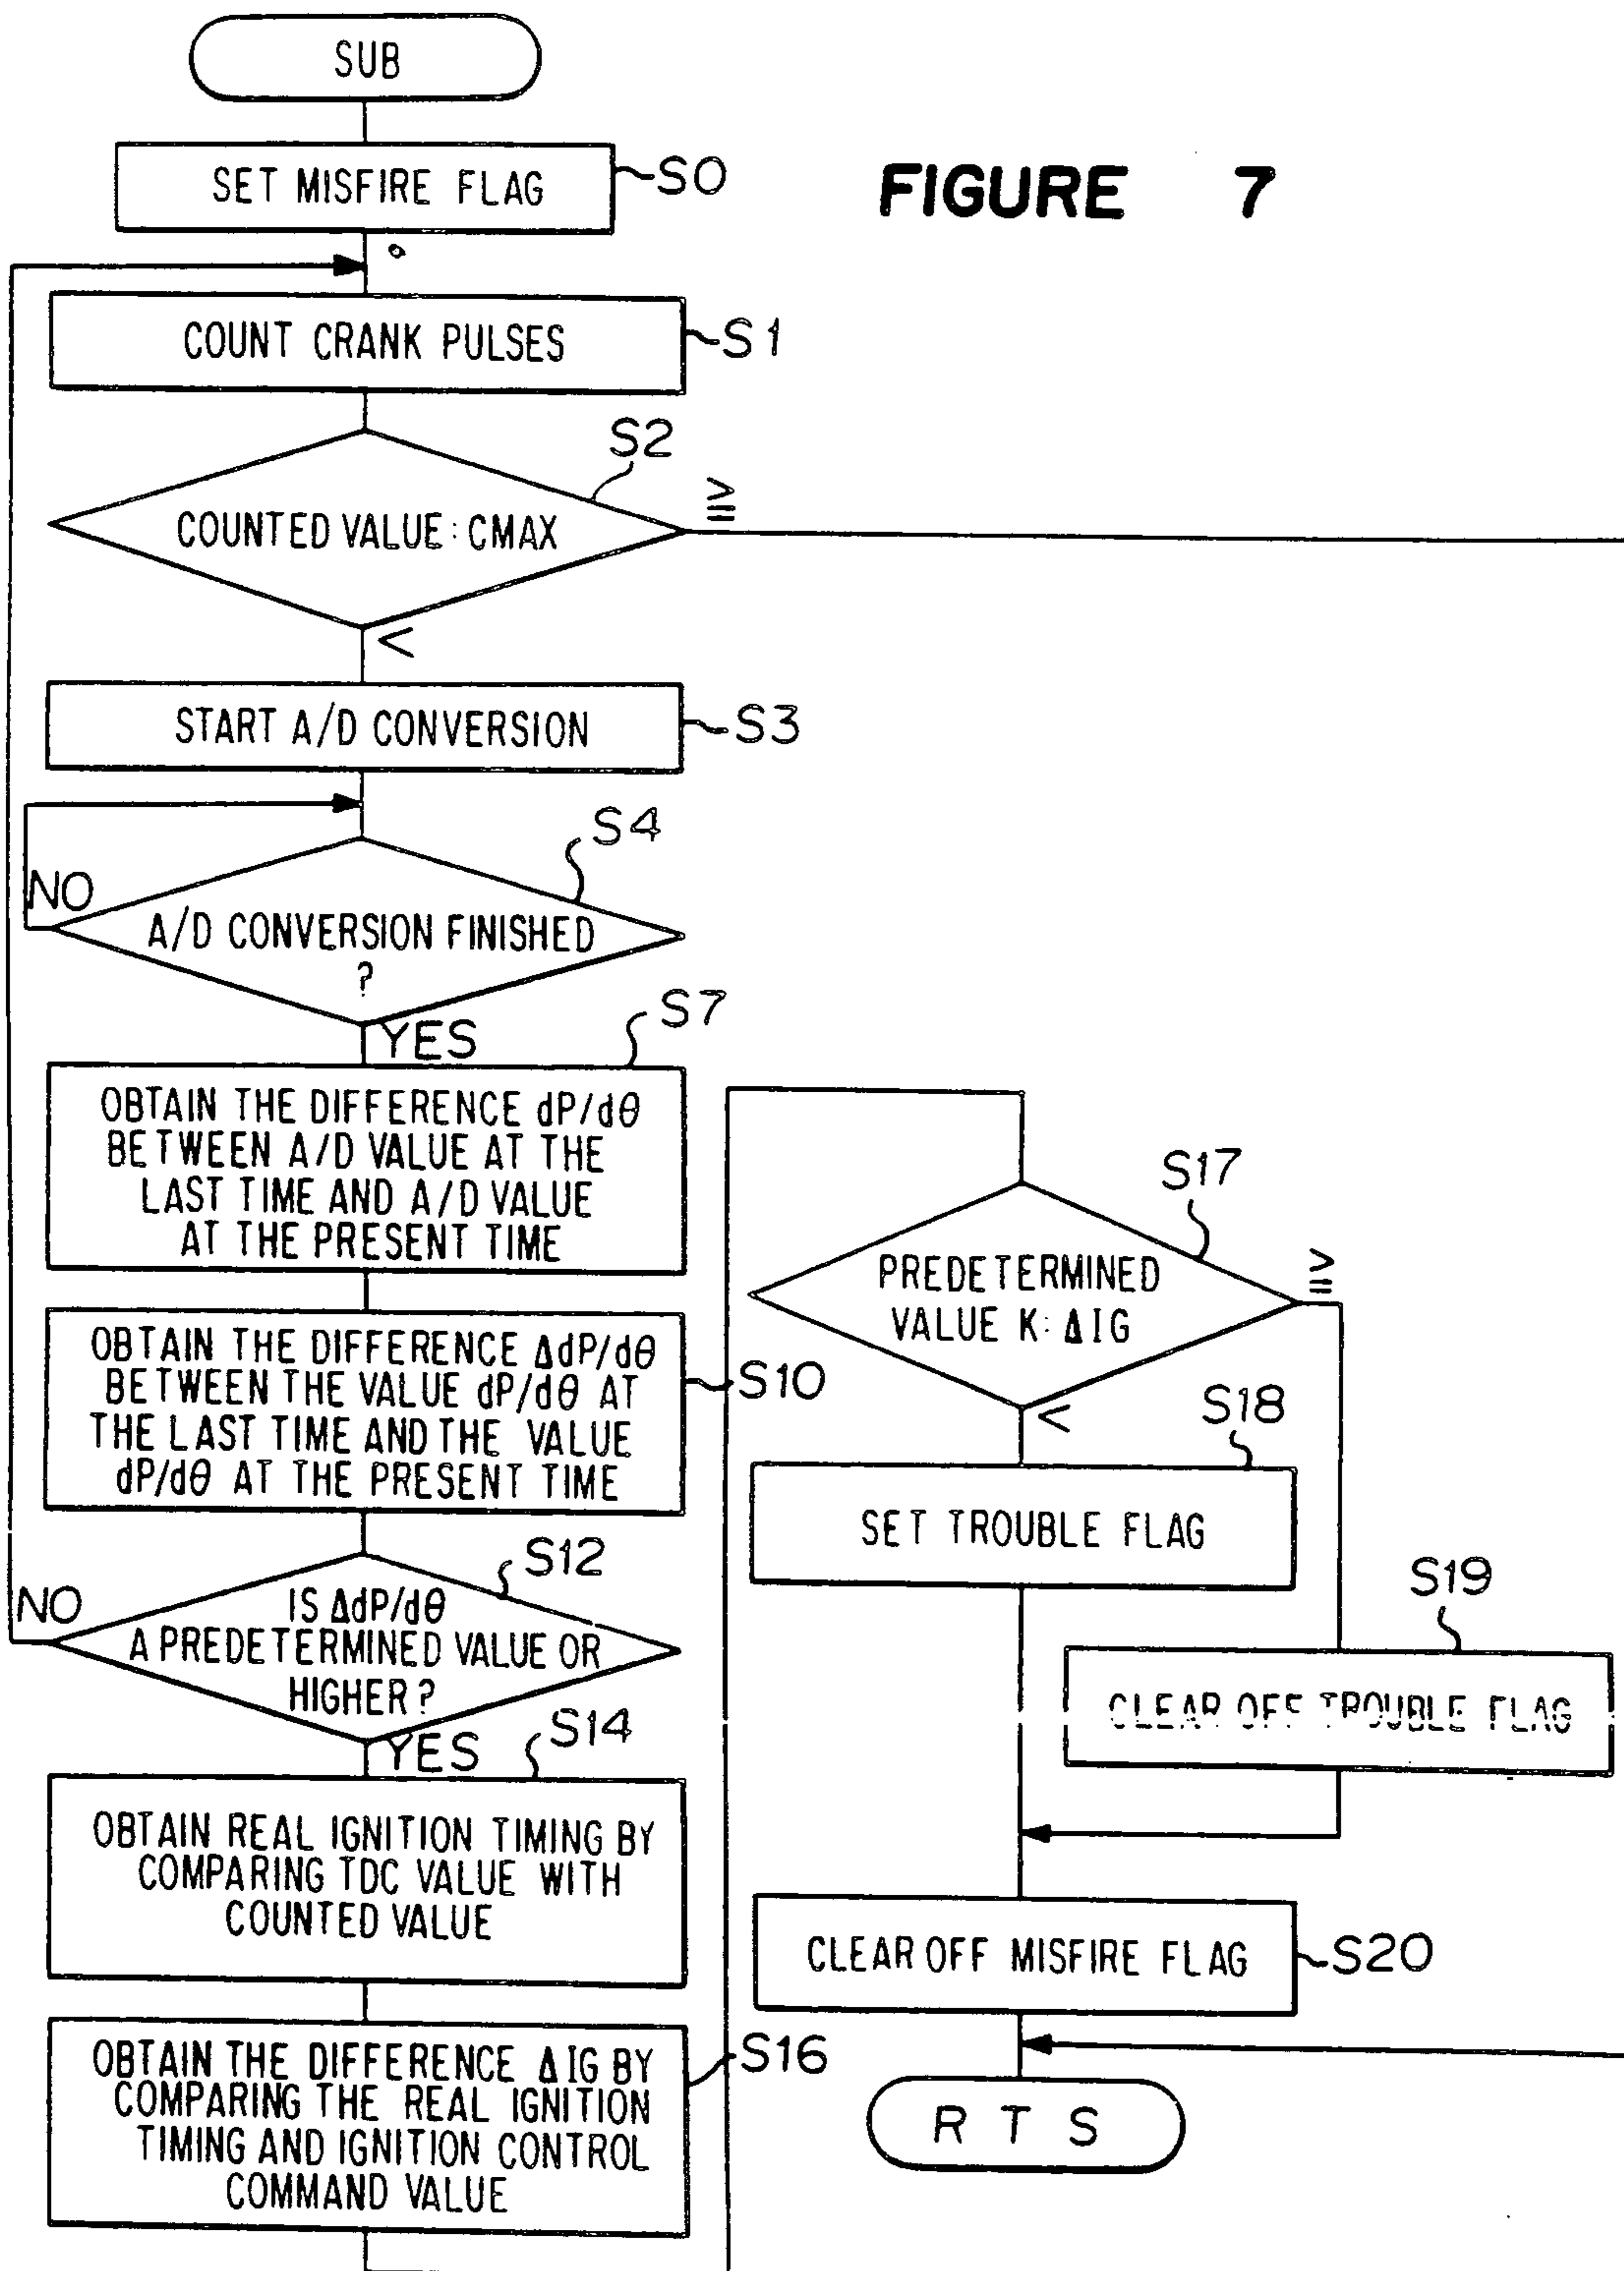 SUB
SET MISFIRE FLAG
S0
FIGURE 7
COUNT CRANK PULSES
S1
S2
COUNTED VALUE : CMAX
≧
<
START A/D CONVERSION
S3
S4
NO
A/D CONVERSION FINISHED
?
YES
S7
OBTAIN THE DIFFERENCE dP/dθ
BETWEEN A/D VALUE AT THE
LAST TIME AND A/D VALUE
AT THE PRESENT TIME
OBTAIN THE DIFFERENCE ΔdP/dθ
BETWEEN THE VALUE dP/dθ AT
THE LAST TIME AND THE VALUE
dP/dθ AT THE PRESENT TIME
S10
S12
NO
IS ΔdP/dθ
A PREDETERMINED VALUE OR
HIGHER ?
YES
S14
OBTAIN REAL IGNITION TIMING BY
COMPARING TDC VALUE WITH
COUNTED VALUE
OBTAIN THE DIFFERENCE ΔIG BY
COMPARING THE REAL IGNITION
TIMING AND IGNITION CONTROL
COMMAND VALUE
S16
S17
PREDETERMINED
VALUE K : ΔIG
≧
<
S18
SET TROUBLE FLAG
S19
CLEAR OFF TROUBLE FLAG
CLEAR OFF MISFIRE FLAG
S20
R T S